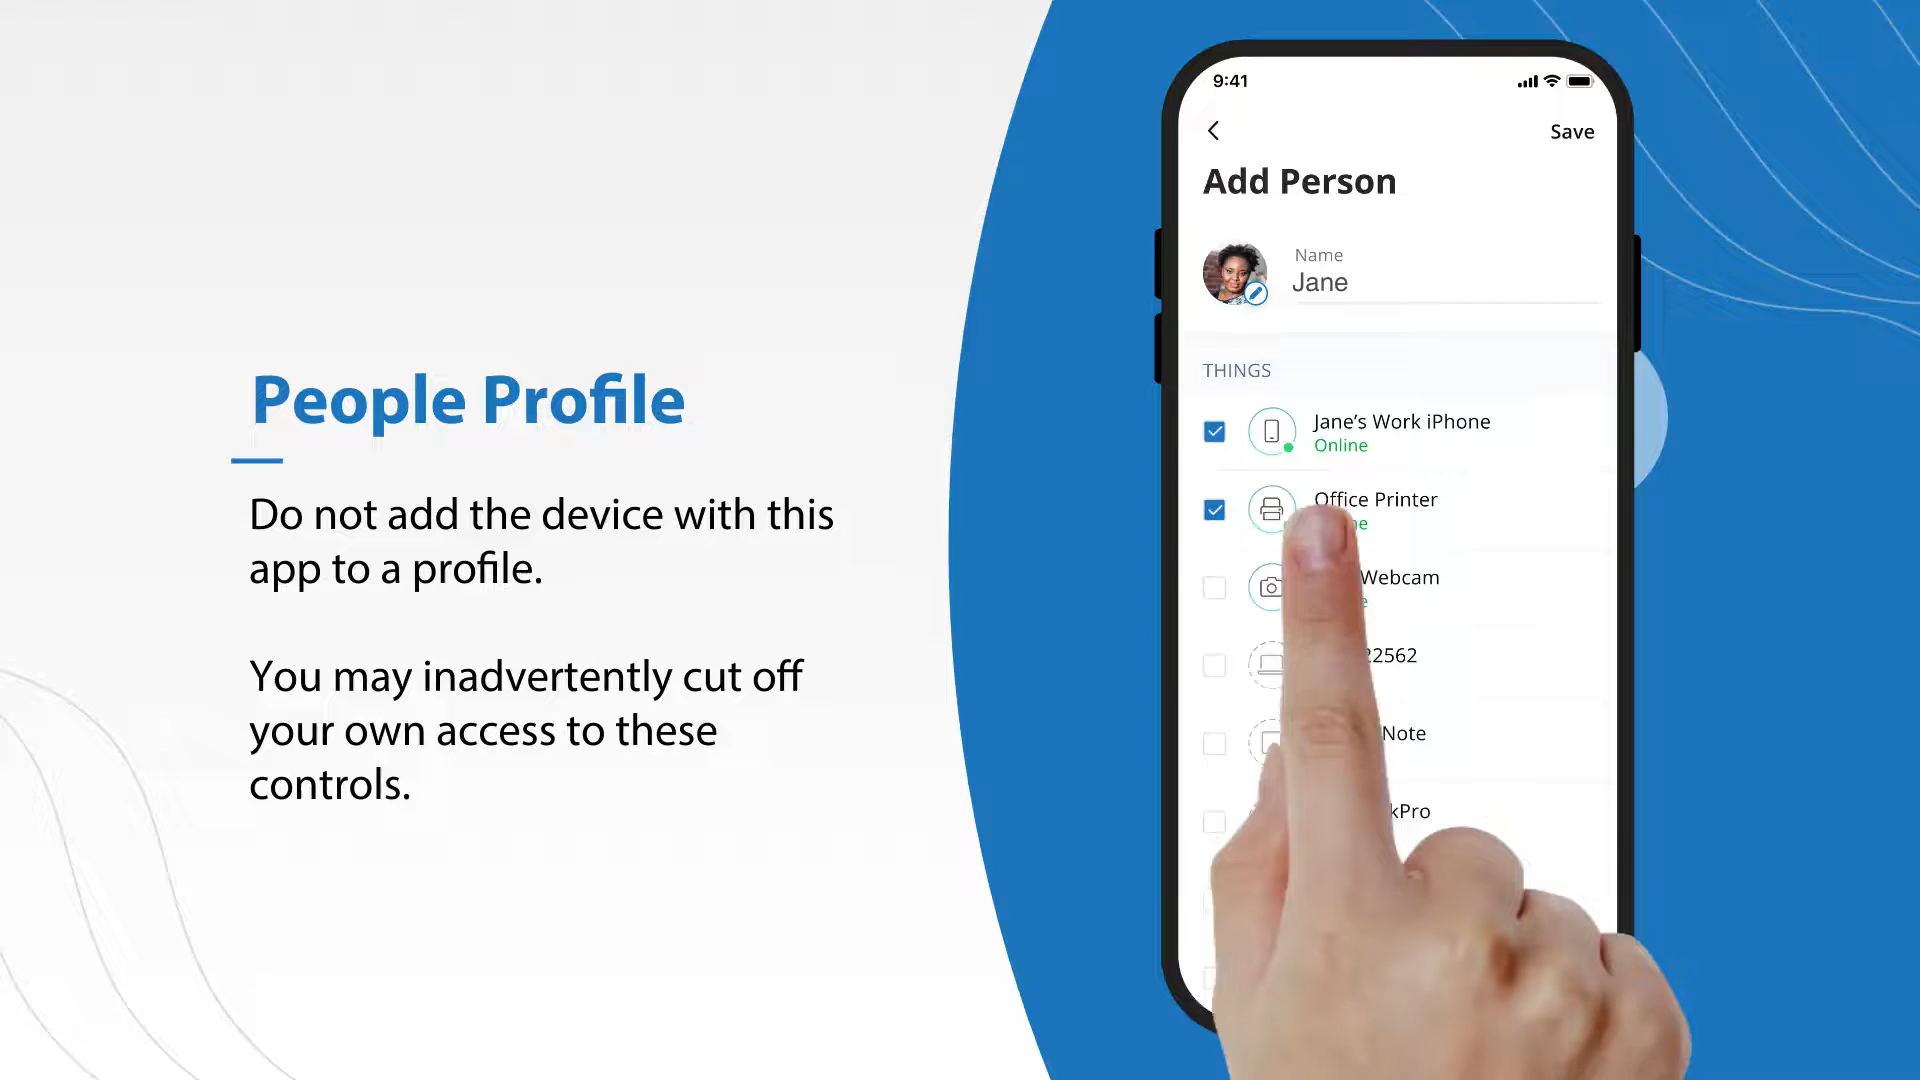 People Profile
Do not add the device with this
app to a profile.
You may inadvertently cut off
your own access to these
controls.
9:41
Save
Add Person
Name
Jane
THINGS
Jane’s Work iPhone
Online
Office Printer
Webcam
22562
Note
kPro